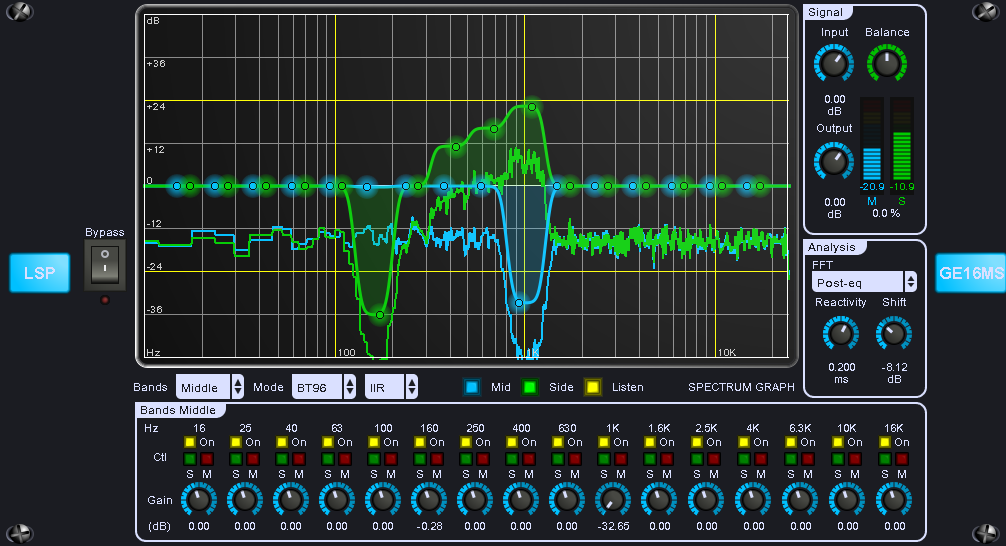 dB
+36
+24
+12
0
-12
-24
-36
Hz
100
1K
10K
Signal
Input
Balance
0.00
dB
Output
0.00
dB
-20.9
-10.9
M
S
0.0 %
Bypass
LSP
GE16MS
Analysis
FFT
Post-eq
Reactivity
Shift
0.200
ms
-8.12
dB
Bands Middle Mode BT96 IIR Mid Side Listen SPECTRUM GRAPH
Bands Middle
Hz 16 25 40 63 100 160 250 400 630 1K 1.6K 2.5K 4K 6.3K 10K 16K
On On On On On On On On On On On On On On On On
Ctl
S M S M S M S M S M S M S M S M S M S M S M S M S M S M S M S M
Gain
(dB) 0.00 0.00 0.00 0.00 0.00 -0.28 0.00 0.00 0.00 -32.65 0.00 0.00 0.00 0.00 0.00 0.00